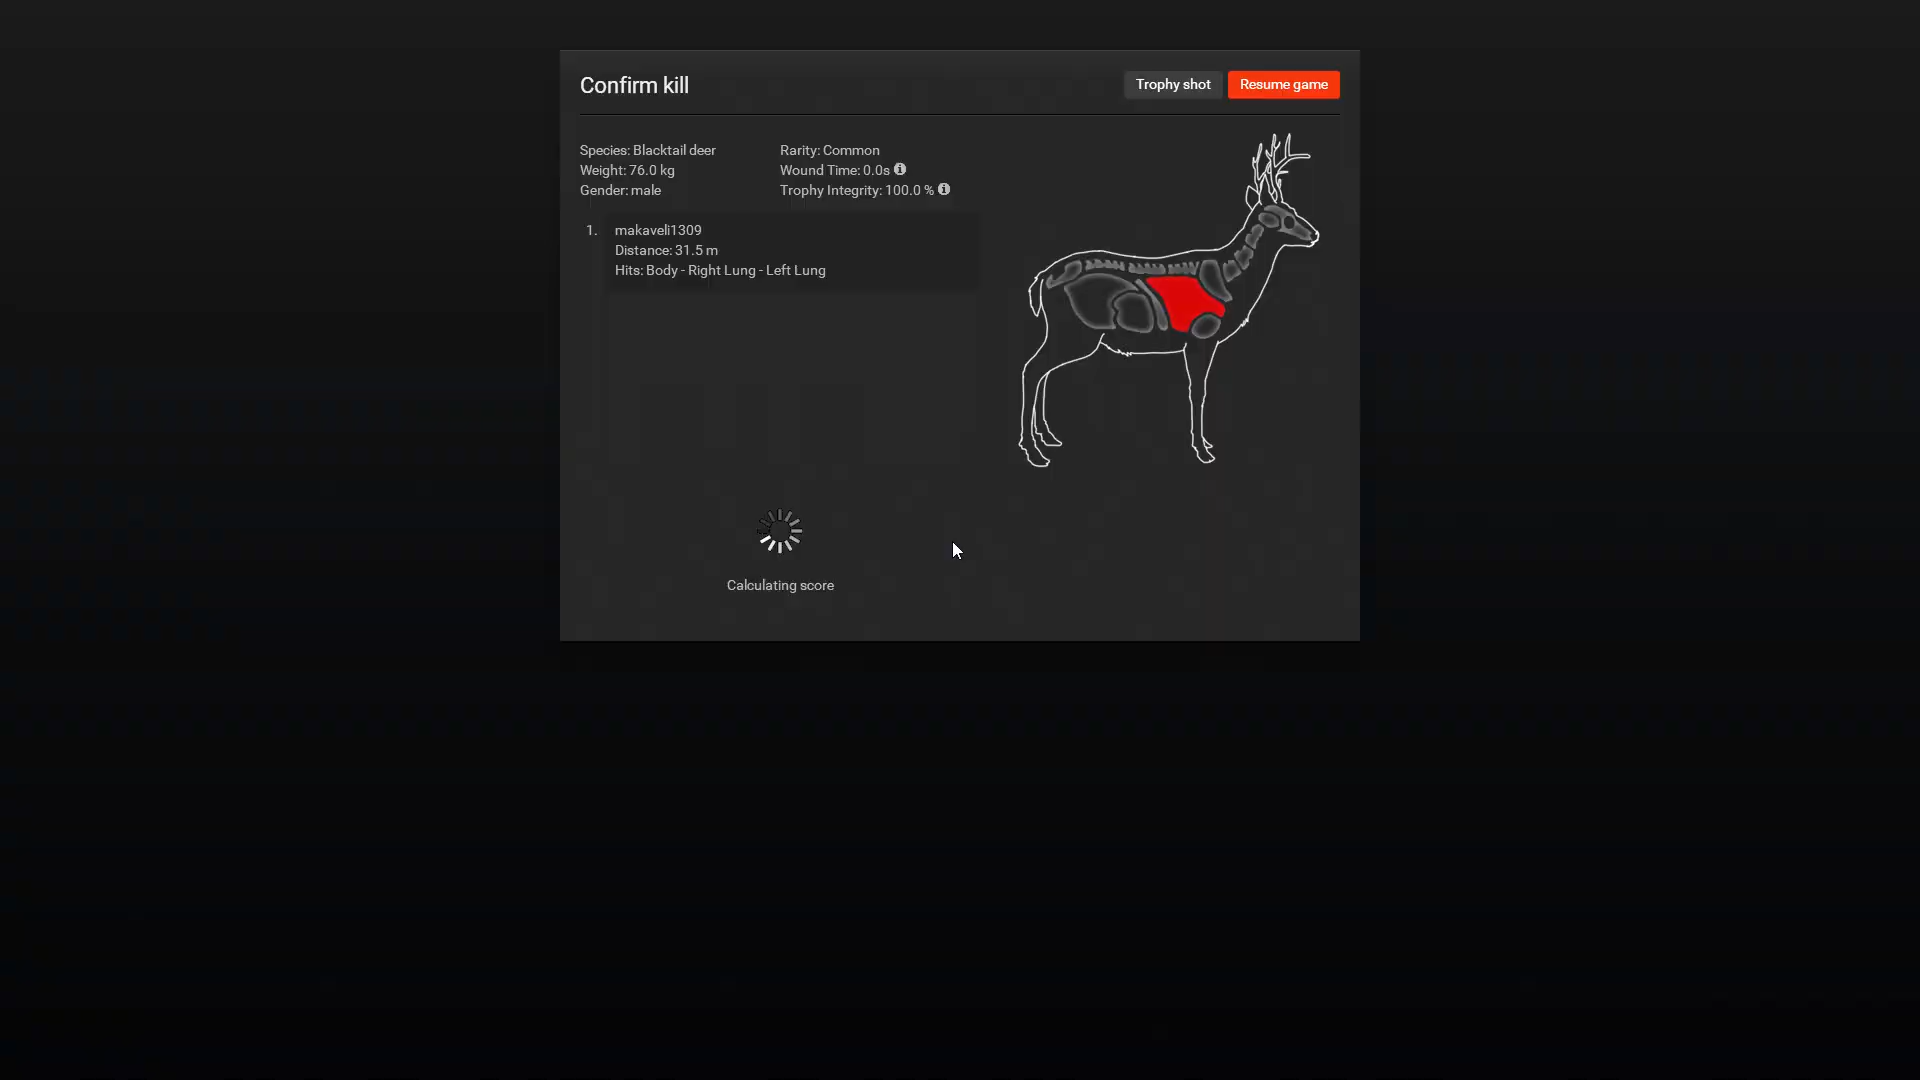 Confirm kill
Trophy shot
Resume game
Species: Blacktail deer
Weight: 76.0 kg
Gender: male
Rarity: Common
Wound Time: 0.0s
Trophy Integrity: 100.0 %
1.
makaveli1309
Distance: 31.5 m
Hits: Body - Right Lung - Left Lung
Calculating score